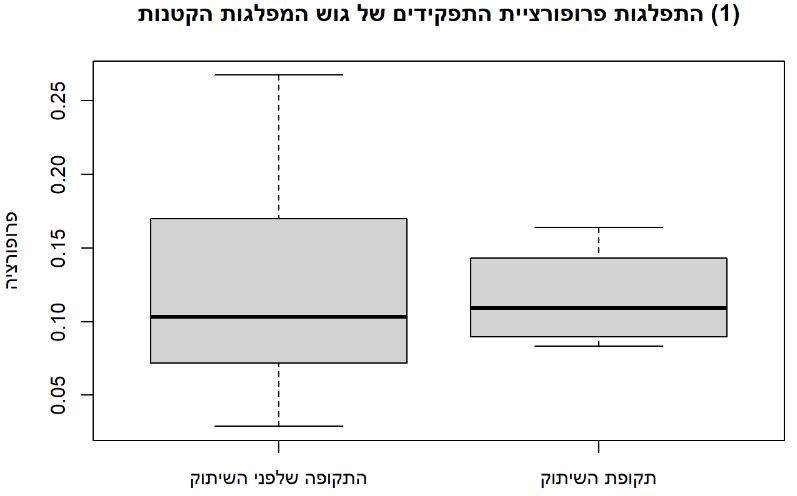 (1) התפלגות פרופורציית התפקידים של גוש המפלגות הקטנות
פרופורציה
0.25
0.20
0.15
0.10
0.05
התקופה שלפני השיתוק
תקופת השיתוק